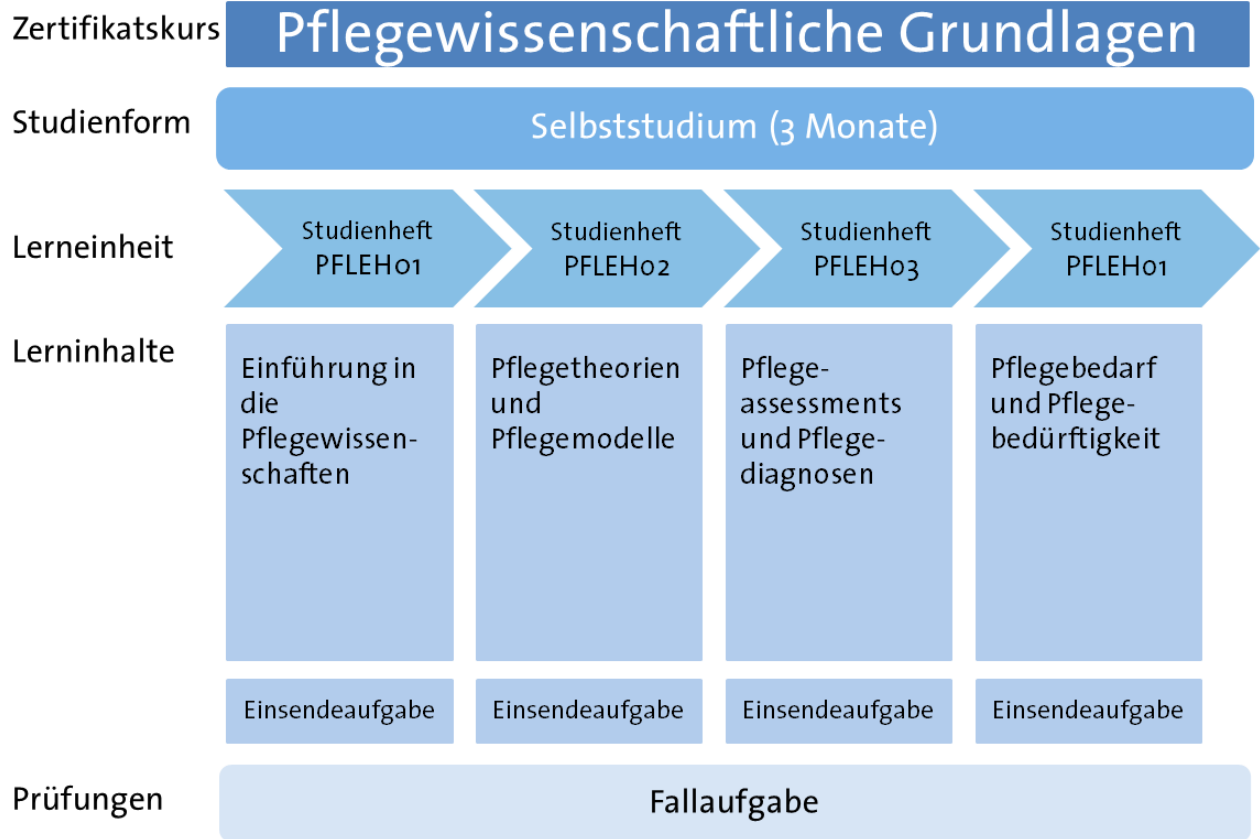 Zertifikatskurs
Pflegewissenschaftliche Grundlagen
Studienform
Selbststudium (3 Monate)
Lerneinheit
Studienheft
PFLEH01
Studienheft
PFLEH02
Studienheft
PFLEH03
Studienheft
PFLEH01
Lerninhalte
Einführung in
die
Pflegewissen-
schaften
Pflegetheorien
und
Pflegemodelle
Pflege-
assessments
und Pflege-
diagnosen
Pflegebedarf
und Pflege-
bedürftigkeit
Einsendeaufgabe
Einsendeaufgabe
Einsendeaufgabe
Einsendeaufgabe
Prüfungen
Fallaufgabe